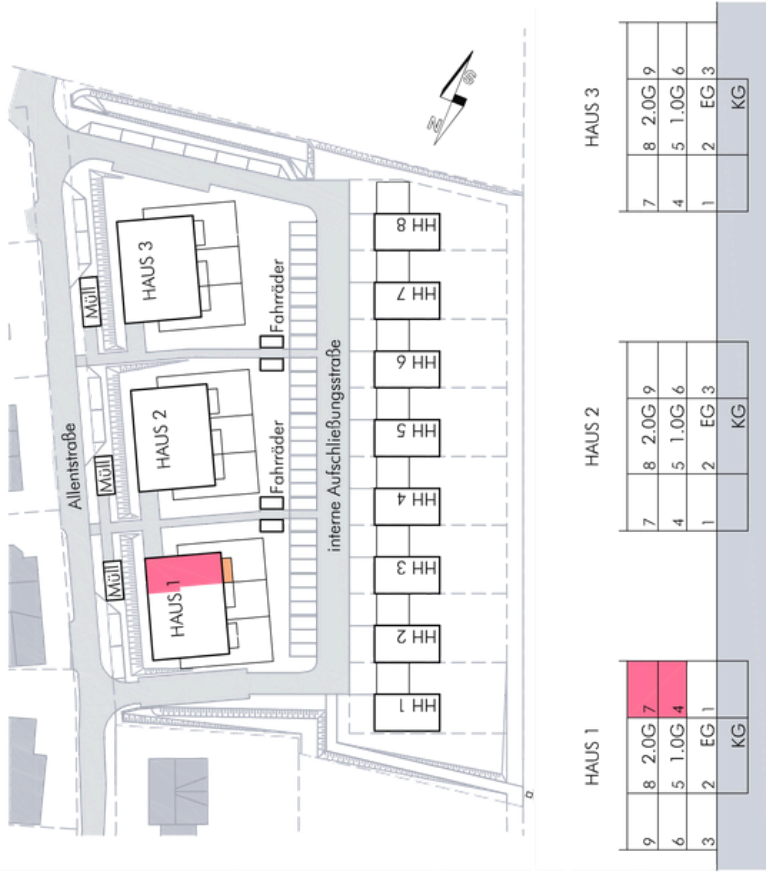 Allentstraße
Müll
Müll
Müll
HAUS 3
HAUS 2
HAUS 1
Fahrräder
Fahrräder
interne Aufschließungsstraße
N
S
HH 8
HH 7
HH 6
HH 5
HH 4
HH 3
HH 2
HH 1
HAUS 3
7 8 2.OG 9
4 5 1.OG 6
1 2 EG 3
KG
HAUS 2
7 8 2.OG 9
4 5 1.OG 6
1 2 EG 3
KG
HAUS 1
9 8 2.OG 7
6 5 1.OG 4
3 2 EG 1
KG